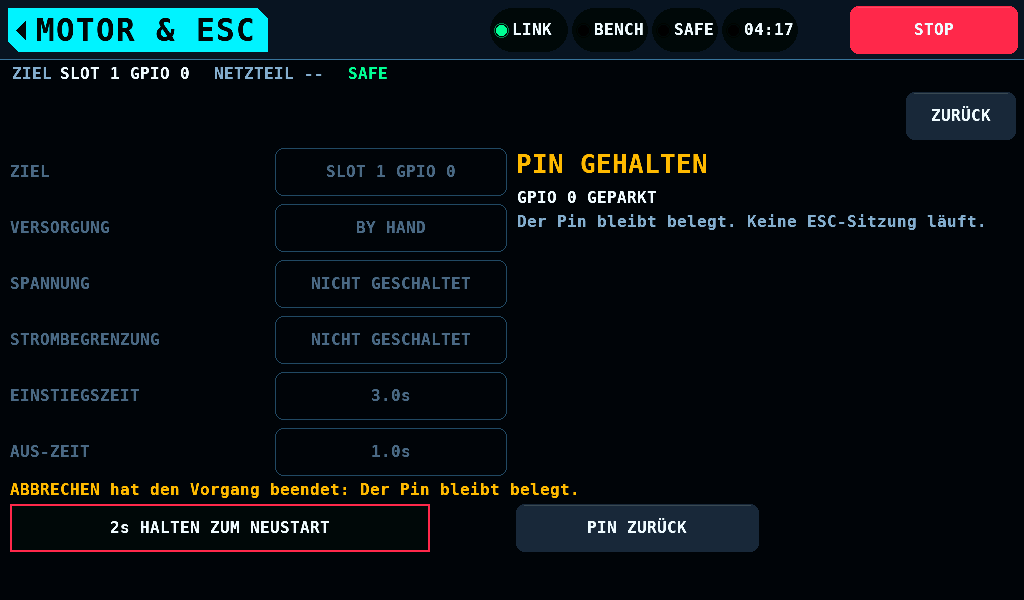 MOTOR & ESC
LINK BENCH SAFE 04:17 STOP
ZIEL SLOT 1 GPIO 0 NETZTEIL -- SAFE
ZURÜCK
ZIEL SLOT 1 GPIO 0
VERSORGUNG BY HAND
SPANNUNG NICHT GESCHALTET
STROMBEGRENZUNG NICHT GESCHALTET
EINSTIEGSZEIT 3.0s
AUS-ZEIT 1.0s
PIN GEHALTEN
GPIO 0 GEPARKT
Der Pin bleibt belegt. Keine ESC-Sitzung läuft.
ABBRECHEN hat den Vorgang beendet: Der Pin bleibt belegt.
2s HALTEN ZUM NEUSTART PIN ZURÜCK